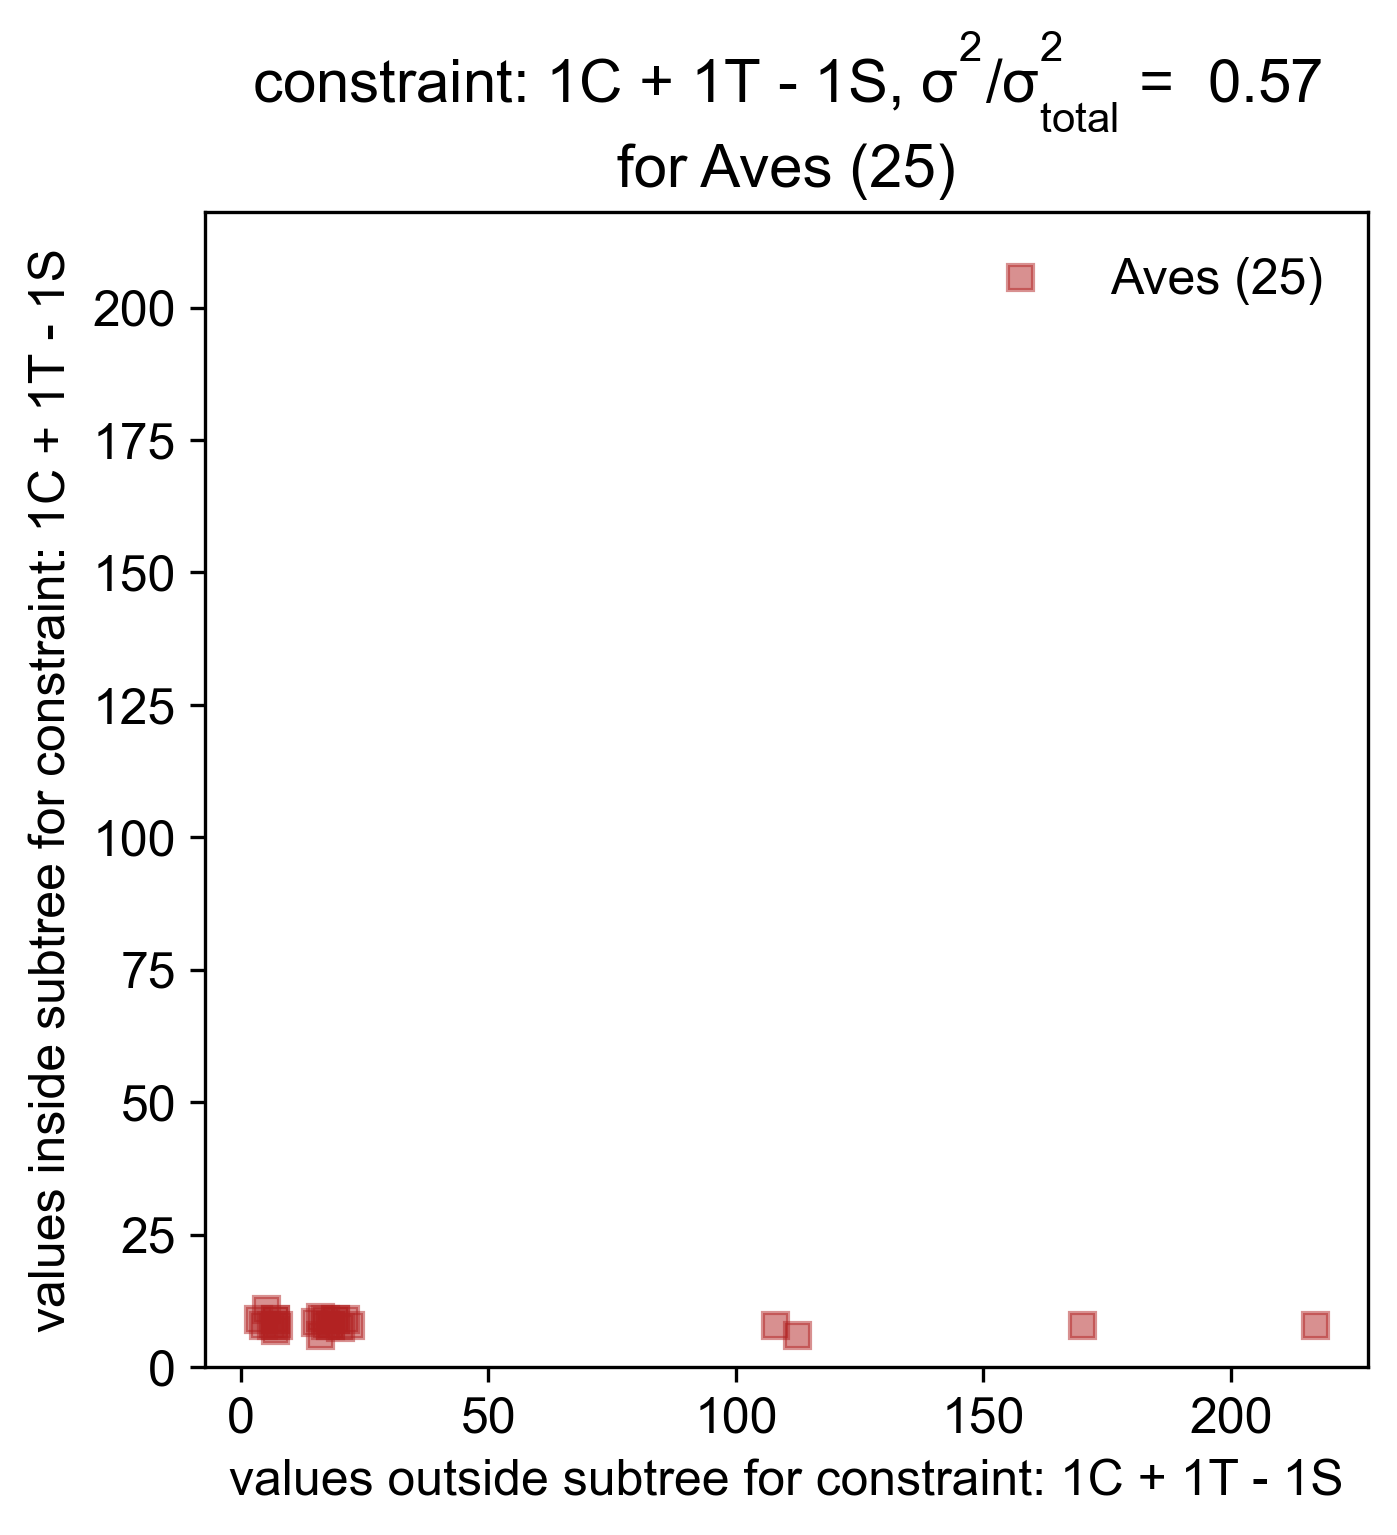 constraint: 1C + 1T - 1S, σ²/σ²total = 0.57
for Aves (25)
Aves (25)
values inside subtree for constraint: 1C + 1T - 1S
200
175
150
125
100
75
50
25
0
0 50 100 150 200
values outside subtree for constraint: 1C + 1T - 1S